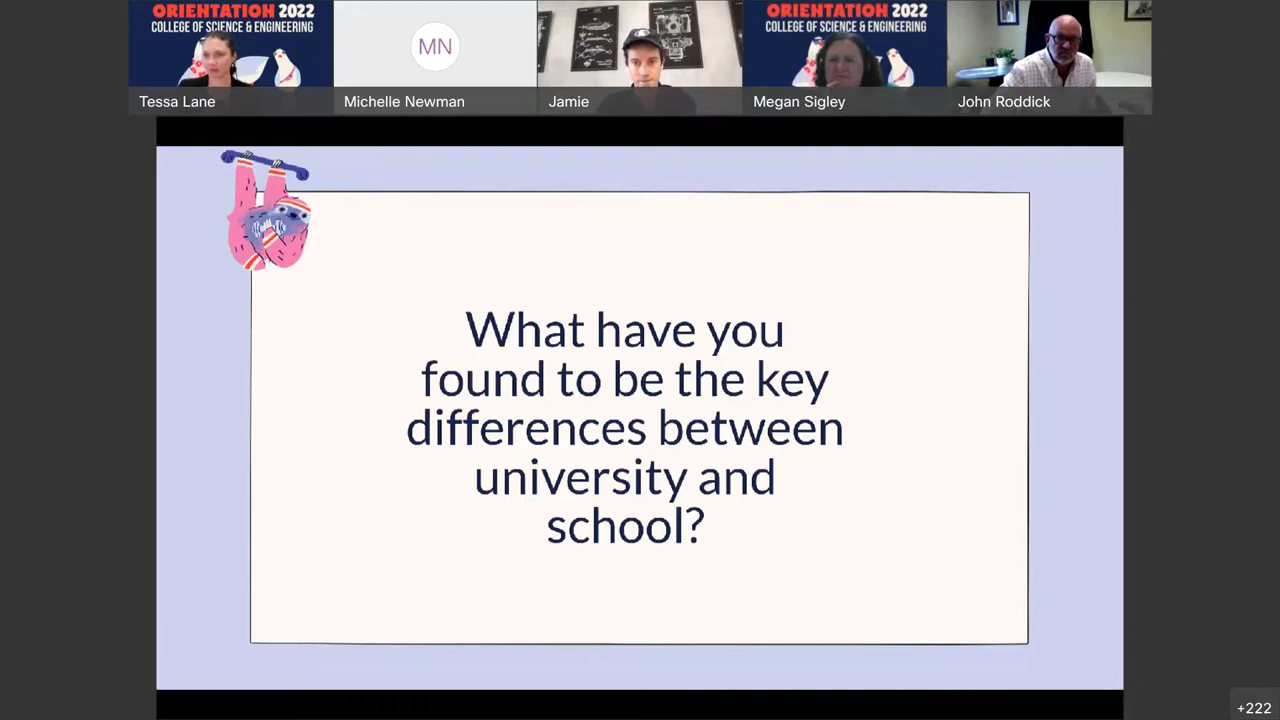 ORIENTATION 2022
COLLEGE OF SCIENCE & ENGINEERING
MN
ORIENTATION 2022
COLLEGE OF SCIENCE & ENGINEERING
Tessa Lane
Michelle Newman
Jamie
Megan Sigley
John Roddick
What have you
found to be the key
differences between
university and
school?
+222